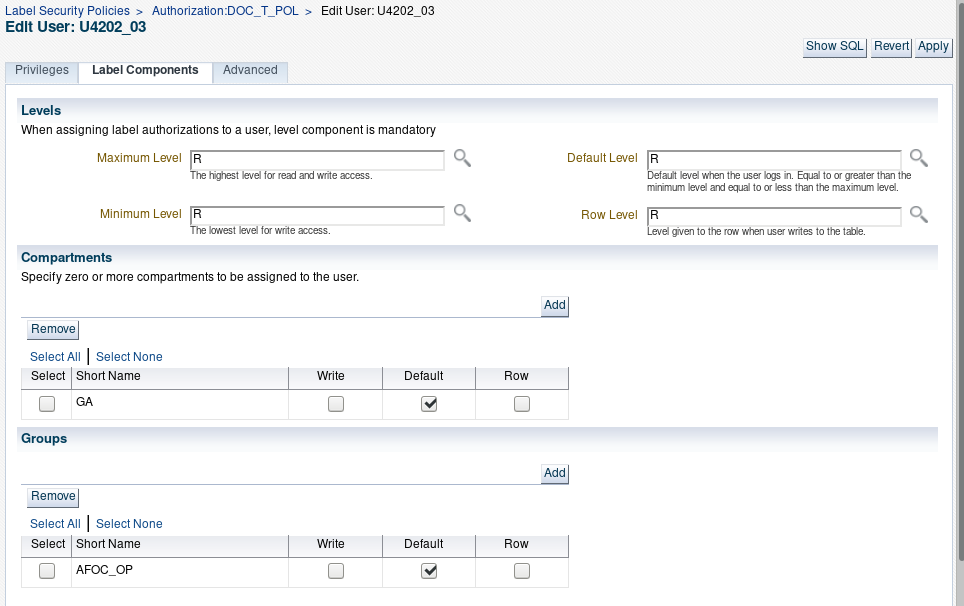 Label Security Policies > Authorization:DOC_T_POL > Edit User: U4202_03
Edit User: U4202_03
Show SQL Revert Apply
Privileges Label Components Advanced
Levels
When assigning label authorizations to a user, level component is mandatory
Maximum Level R
The highest level for read and write access.
Default Level R
Default level when the user logs in. Equal to or greater than the
minimum level and equal to or less than the maximum level.
Minimum Level R
The lowest level for write access.
Row Level R
Level given to the row when user writes to the table.
Compartments
Specify zero or more compartments to be assigned to the user.
Add
Remove
Select All | Select None
Select Short Name Write Default Row
GA
Groups
Add
Remove
Select All | Select None
Select Short Name Write Default Row
AFOC_OP